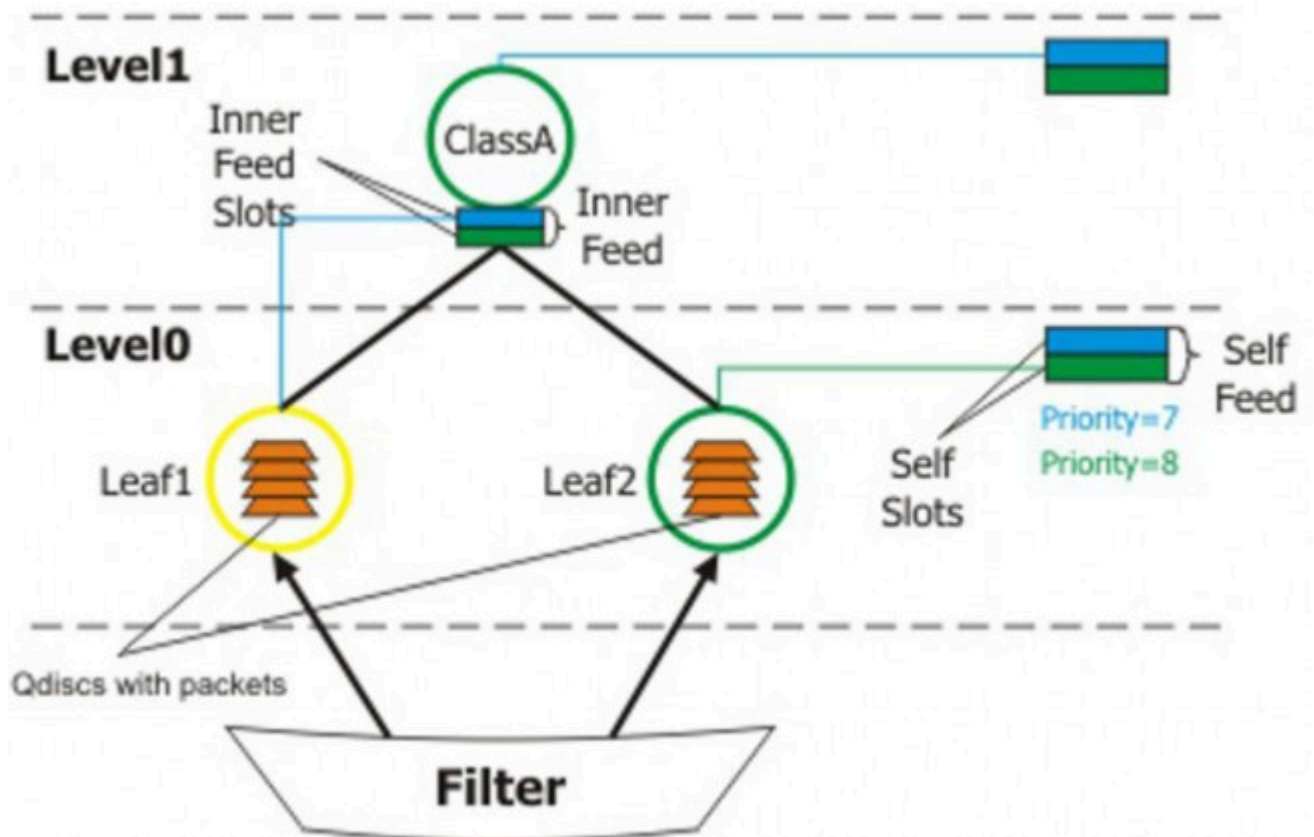 Level1
ClassA
Inner
Feed
Slots
Inner
Feed
Level0
Self
Feed
Priority=7
Priority=8
Self
Slots
Leaf1
Leaf2
Qdiscs with packets
Filter